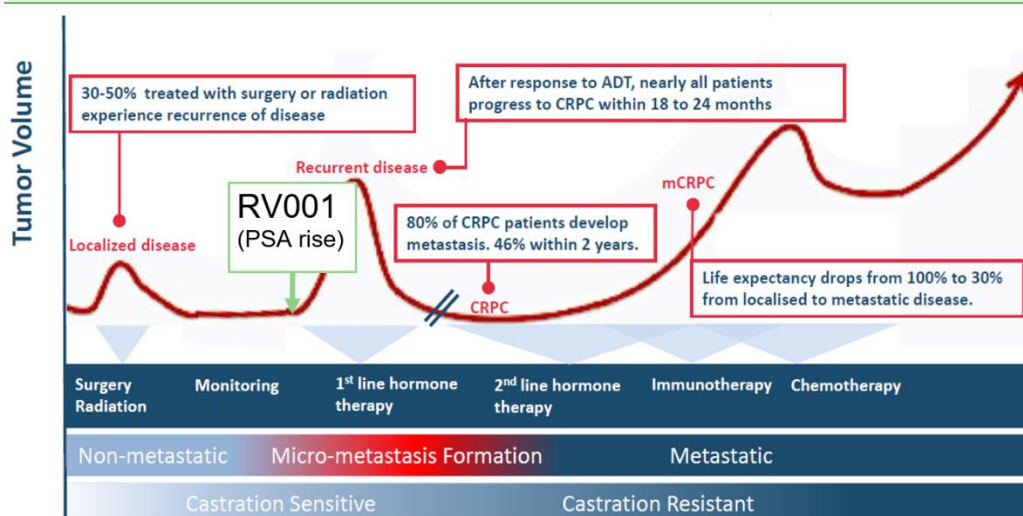 Tumor Volume
30-50% treated with surgery or radiation
experience recurrence of disease
After response to ADT, nearly all patients
progress to CRPC within 18 to 24 months
Recurrent disease
RV001
(PSA rise)
Localized disease
mCRPC
80% of CRPC patients develop
metastasis. 46% within 2 years.
CRPC
Life expectancy drops from 100% to 30%
from localised to metastatic disease.
Surgery
Radiation
Monitoring
1st line hormone
therapy
2nd line hormone
therapy
Immunotherapy
Chemotherapy
Non-metastatic
Micro-metastasis Formation
Metastatic
Castration Sensitive
Castration Resistant